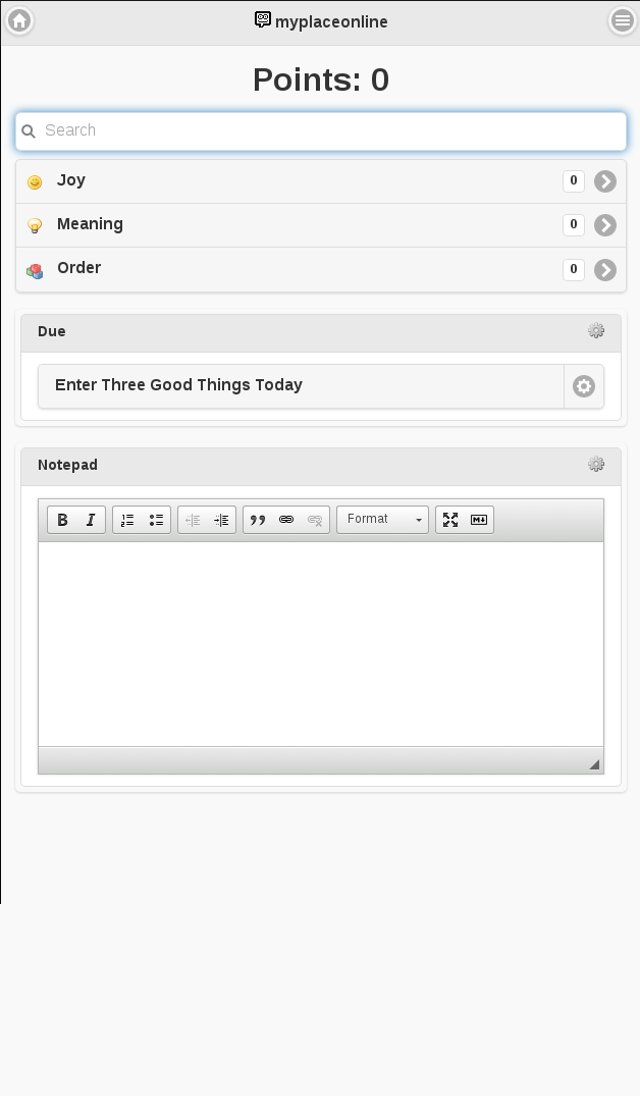 myplaceonline
Points: 0
Search
Joy 0
Meaning 0
Order 0
Due
Enter Three Good Things Today
Notepad
B I Format